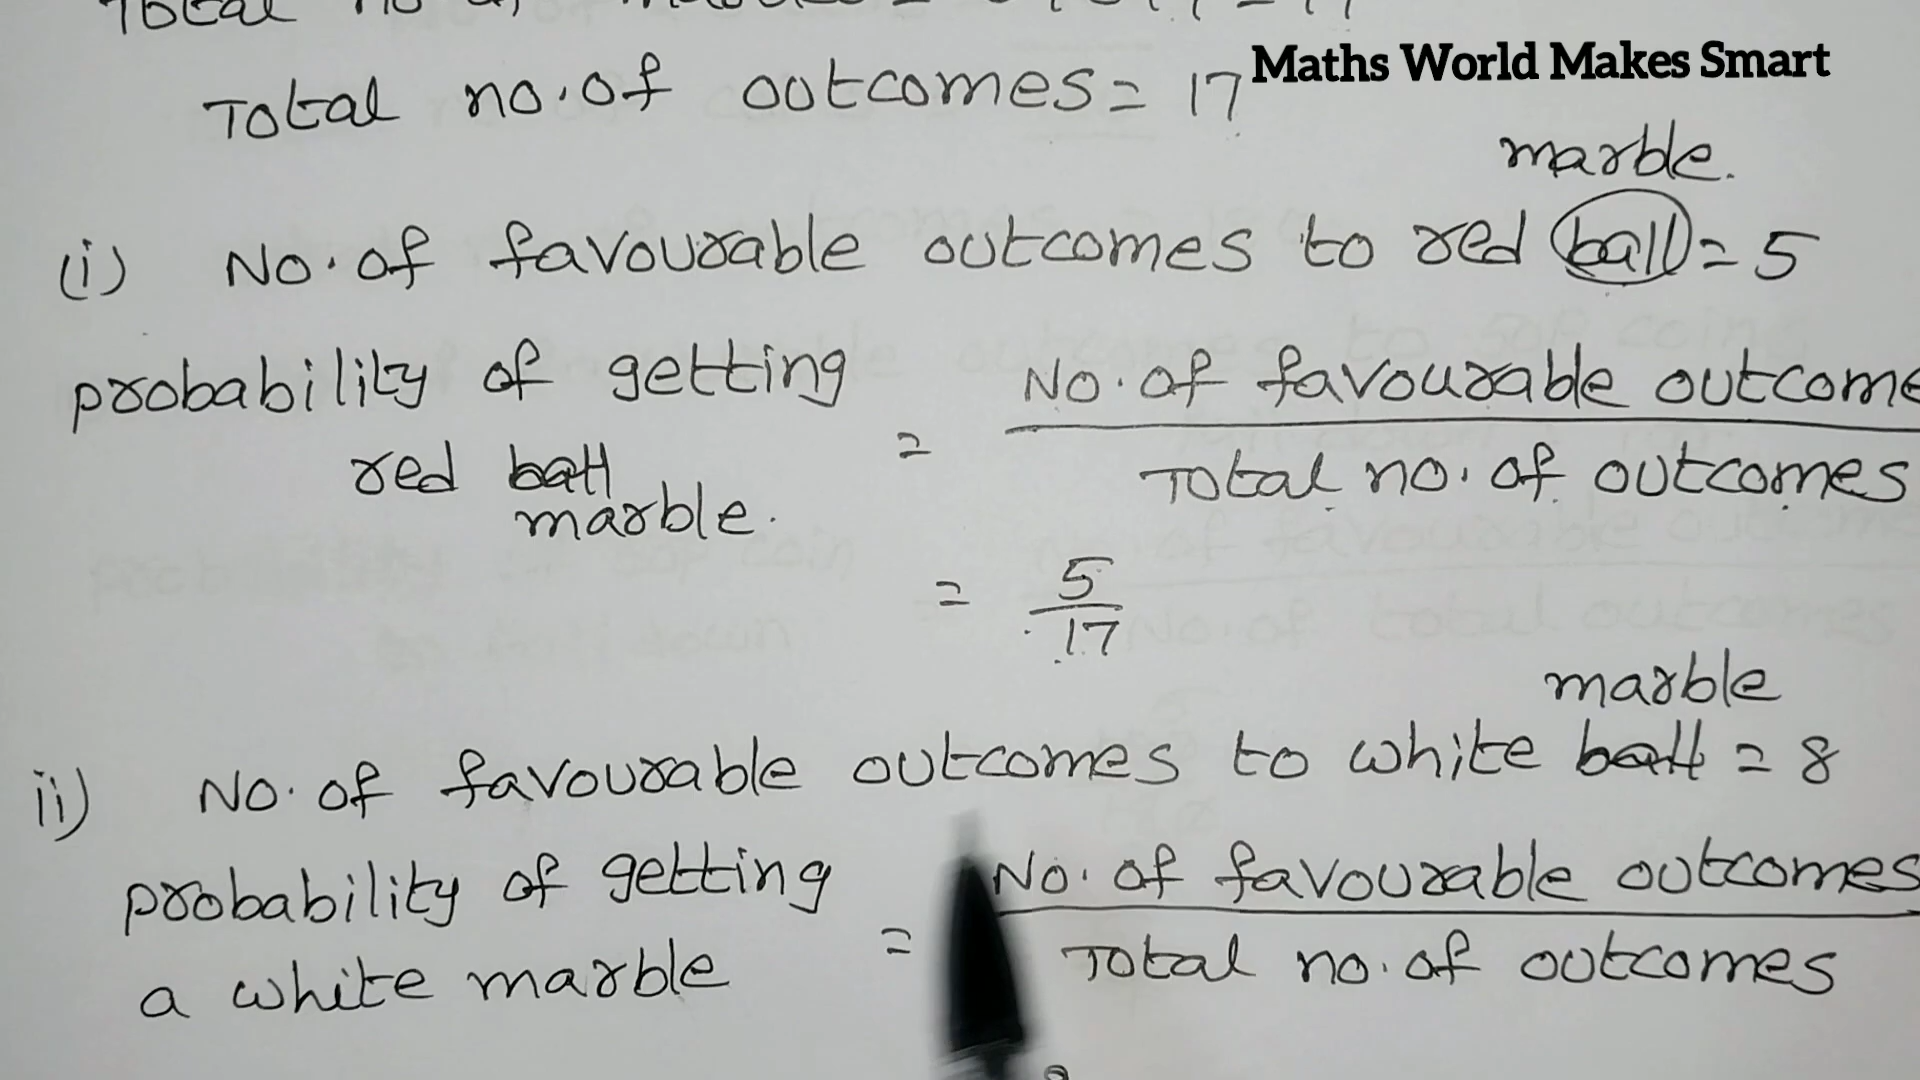 Total no of
Total no. of outcomes = 17
Maths World Makes Smart
marble.
(i) No. of favourable outcomes to red ball = 5
probability of getting red ball marble. = No. of favourable outcome
Total no. of outcomes
= 5
17
marble
ii) No. of favourable outcomes to white ball = 8
probability of getting = No. of favourable outcomes
a white marble Total no. of outcomes